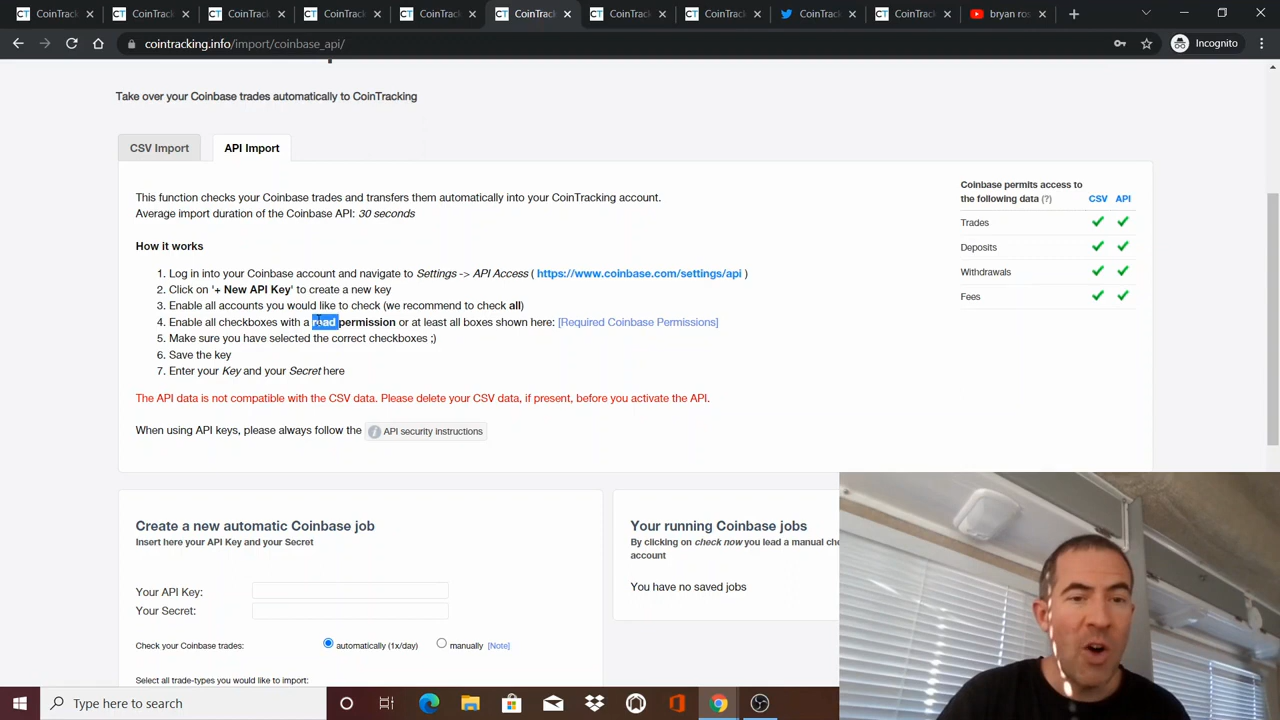 CoinTrack
CoinTrack
CoinTrack
CoinTrack
CoinTrack
CoinTrack
CoinTrack
CoinTrack
CoinTrack
bryan ros
cointracking.info/import/coinbase_api/
Incognito
Take over your Coinbase trades automatically to CoinTracking
CSV Import
API Import
This function checks your Coinbase trades and transfers them automatically into your CoinTracking account.
Average import duration of the Coinbase API: 30 seconds
Coinbase permits access to
the following data (?)
CSV API
Trades
Deposits
Withdrawals
Fees
How it works
1. Log in into your Coinbase account and navigate to Settings -> API Access ( https://www.coinbase.com/settings/api )
2. Click on '+ New API Key' to create a new key
3. Enable all accounts you would like to check (we recommend to check all)
4. Enable all checkboxes with a read permission or at least all boxes shown here: [Required Coinbase Permissions]
5. Make sure you have selected the correct checkboxes ;)
6. Save the key
7. Enter your Key and your Secret here
The API data is not compatible with the CSV data. Please delete your CSV data, if present, before you activate the API.
When using API keys, please always follow the API security instructions
Create a new automatic Coinbase job
Insert here your API Key and your Secret
Your API Key:
Your Secret:
Check your Coinbase trades: automatically (1x/day) manually [Note]
Select all trade-types you would like to import:
Your running Coinbase jobs
By clicking on check now you lead a manual che
account
You have no saved jobs
Type here to search